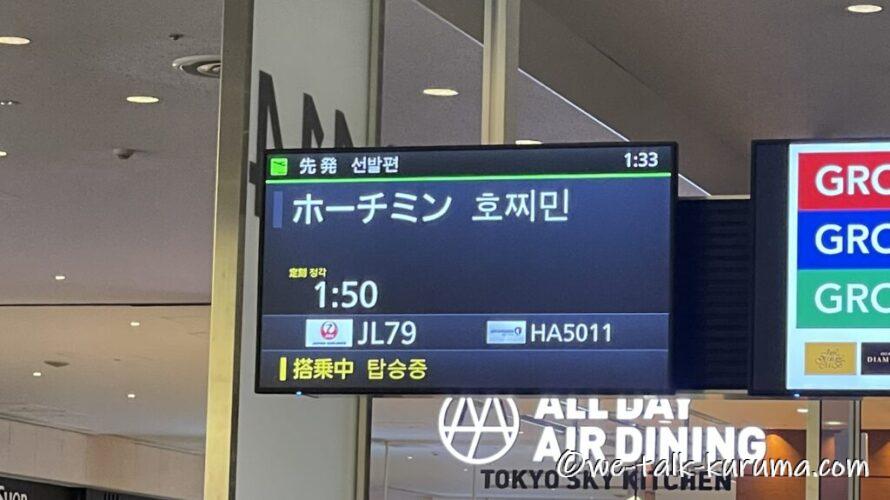 先発 선발편 1:33
ホーチミン 호찌민
定刻 정각
1:50
JL79 HA5011
搭乗中 탑승중
GRO
GRO
GRO
ALL DAY
AIR DINING
TOKYO SKY KITCHEN
©we-talk-kuruma.com